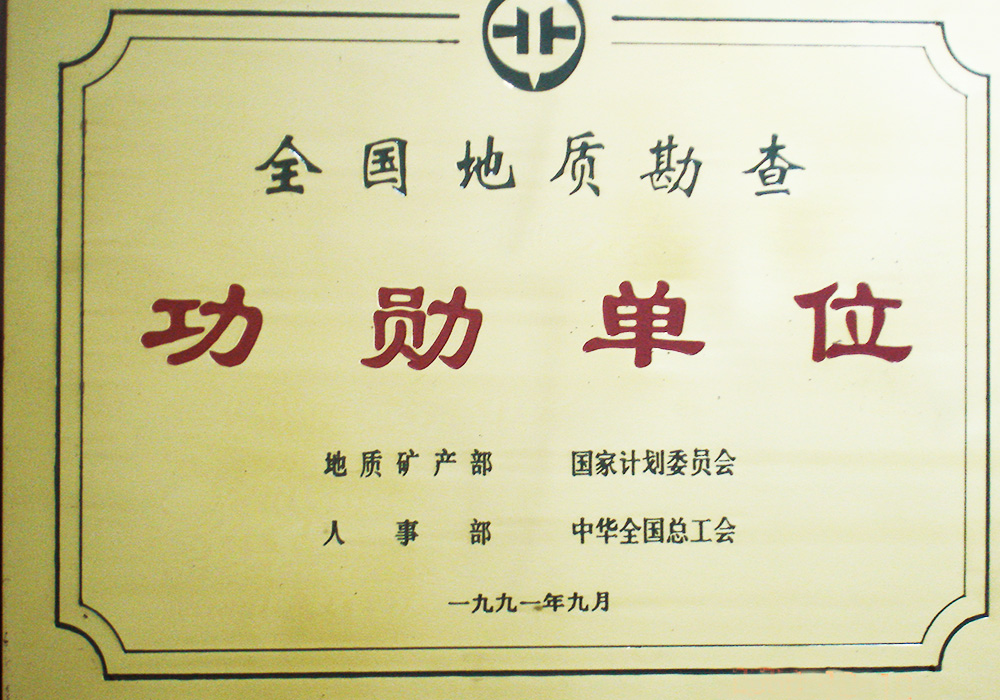 全国地质勘查
功勋单位
地质矿产部 国家计划委员会
人事部 中华全国总工会
一九九一年九月